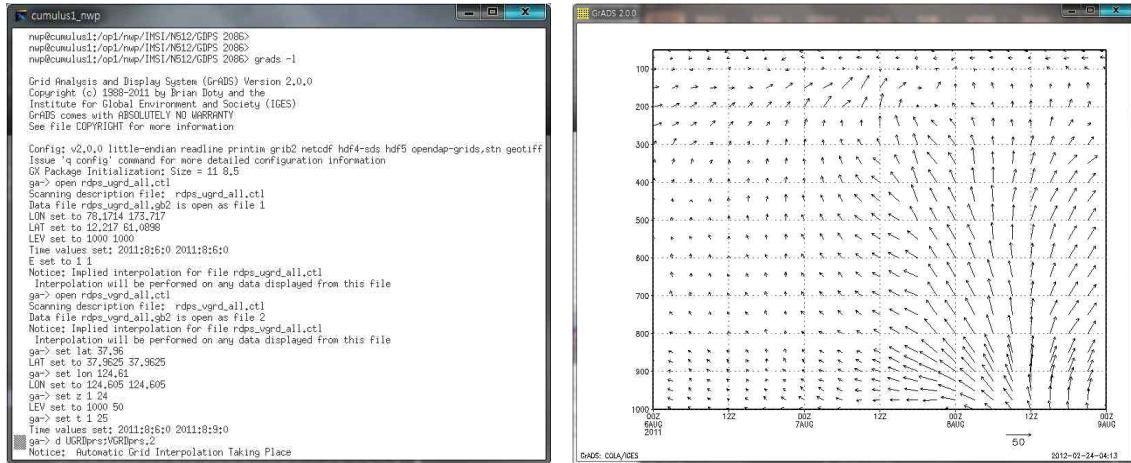 cumulus1_nwp
nwp@cumulus1:/op1/nwp/IMSI/N512/GDPS 2086>
nwp@cumulus1:/op1/nwp/IMSI/N512/GDPS 2086>
nwp@cumulus1:/op1/nwp/IMSI/N512/GDPS 2086> grads -l
Grid Analysis and Display System (GrADS) Version 2.0.0
Copyright (c) 1988-2011 by Brian Doty and the
Institute for Global Environment and Society (IGES)
GrADS comes with ABSOLUTELY NO WARRANTY
See file COPYRIGHT for more information
Config: v2.0.0 little-endian readline printim grib2 netcdf hdf4-sds hdf5 opendap-grids,stn geotiff
Issue 'q config' command for more detailed configuration information
GX Package Initialization: Size = 11 8.5
ga-> open rdps_ugrd_all.ctl
Scanning description file:  rdps_ugrd_all.ctl
Data file rdps_ugrd_all.gb2 is open as file 1
LON set to 78.1714 173.717
LAT set to 12.217 61.0898
LEV set to 1000 1000
Time values set: 2011:8:6:0 2011:8:6:0
E set to 1 1
Notice: Implied interpolation for file rdps_ugrd_all.ctl
Interpolation will be performed on any data displayed from this file
ga-> open rdps_vgrd_all.ctl
Scanning description file:  rdps_vgrd_all.ctl
Data file rdps_vgrd_all.gb2 is open as file 2
Notice: Implied interpolation for file rdps_vgrd_all.ctl
Interpolation will be performed on any data displayed from this file
ga-> set lat 37.96
LAT set to 37.9625 37.9625
ga-> set lon 124.61
LON set to 124.605 124.605
ga-> set z 1 24
LEV set to 1000 50
ga-> set t 1 25
Time values set: 2011:8:6:0 2011:8:9:0
ga-> d UGRDprs;VGRDprs.2
Notice:  Automatic Grid Interpolation Taking Place
GrADS 2.0.0
100
200
300
400
500
600
700
800
900
1000
00Z 12Z 00Z 12Z 00Z 12Z 00Z
6AUG 7AUG 8AUG 9AUG
2011
50
GrADS: COLA/IGES
2012-02-24-04:13